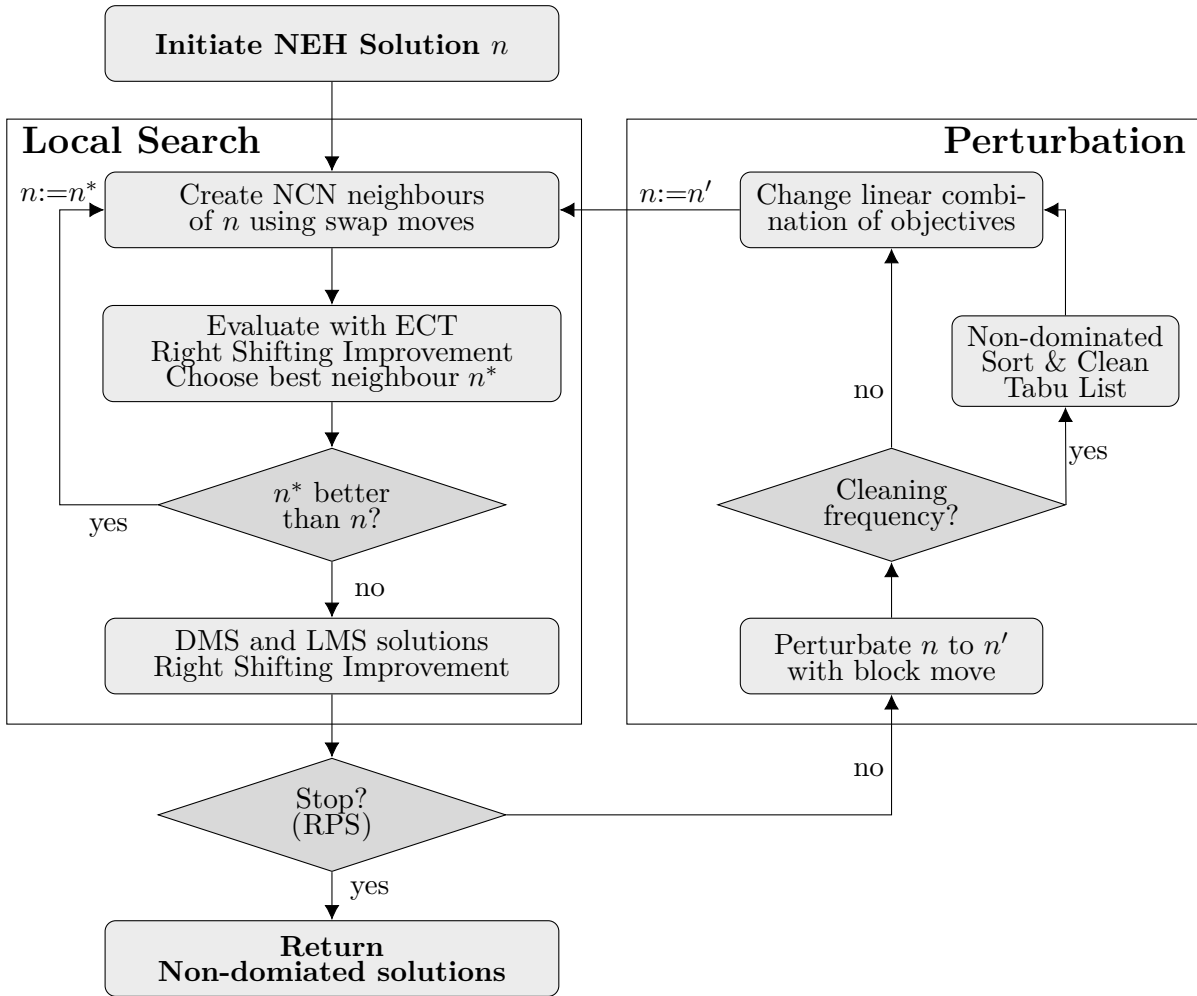 Initiate NEH Solution n
Local Search
n:=n*
Create NCN neighbours
of n using swap moves
Evaluate with ECT
Right Shifting Improvement
Choose best neighbour n*
n* better
than n?
yes
no
DMS and LMS solutions
Right Shifting Improvement
Stop?
(RPS)
yes
no
Return
Non-domiated solutions
Perturbation
n:=n′
Change linear combi-
nation of objectives
no
Non-dominated
Sort & Clean
Tabu List
yes
Cleaning
frequency?
Perturbate n to n′
with block move